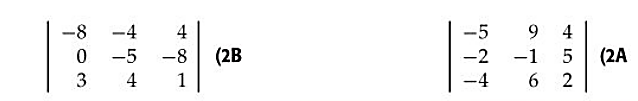 | -8 -4 4 | | -5 9 4 |
| 0 -5 -8 | (2B | -2 -1 5 | (2A
| 3 4 1 | | -4 6 2 |